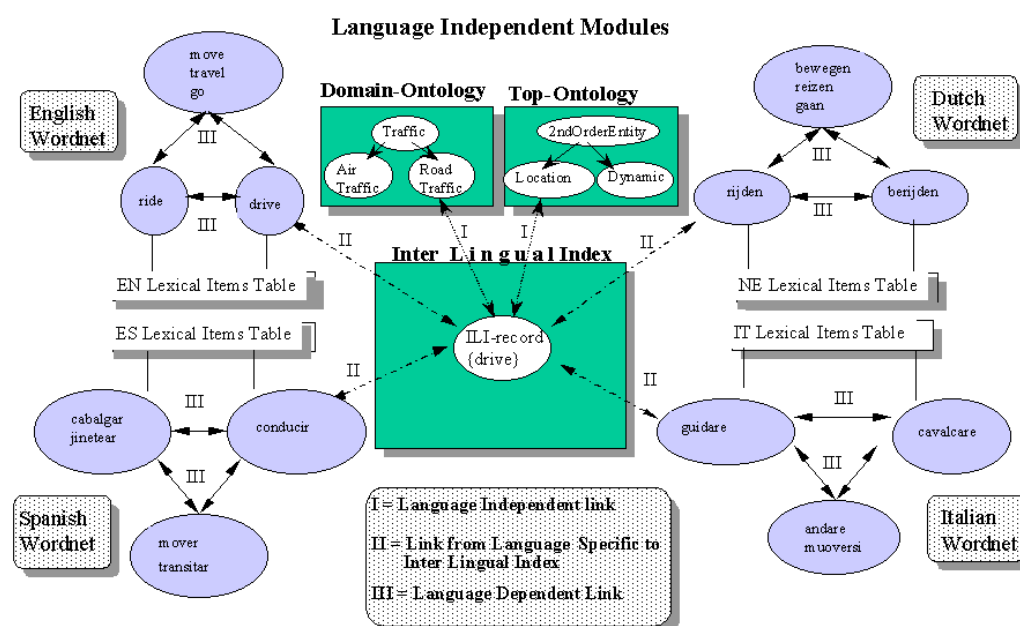 Language Independent Modules
move
travel
go
English
Wordnet
III
ride
drive
III
Domain-Ontology
Traffic
Air
Traffic
Road
Traffic
Top-Ontology
2ndOrderEntity
Location
Dynamic
bewegen
reizen
gaan
Dutch
Wordnet
III
rijden
berijden
III
I
I
II
II
Inter Lingual Index
EN Lexical Items Table
NE Lexical Items Table
ES Lexical Items Table
IT Lexical Items Table
ILI-record
{drive}
II
II
cabalgar
jinetear
III
conducir
III
Spanish
Wordnet
mover
transitar
guidare
III
cavalcare
III
andare
muoversi
Italian
Wordnet
I = Language Independent link
II = Link from Language Specific to
Inter Lingual Index
III = Language Dependent Link